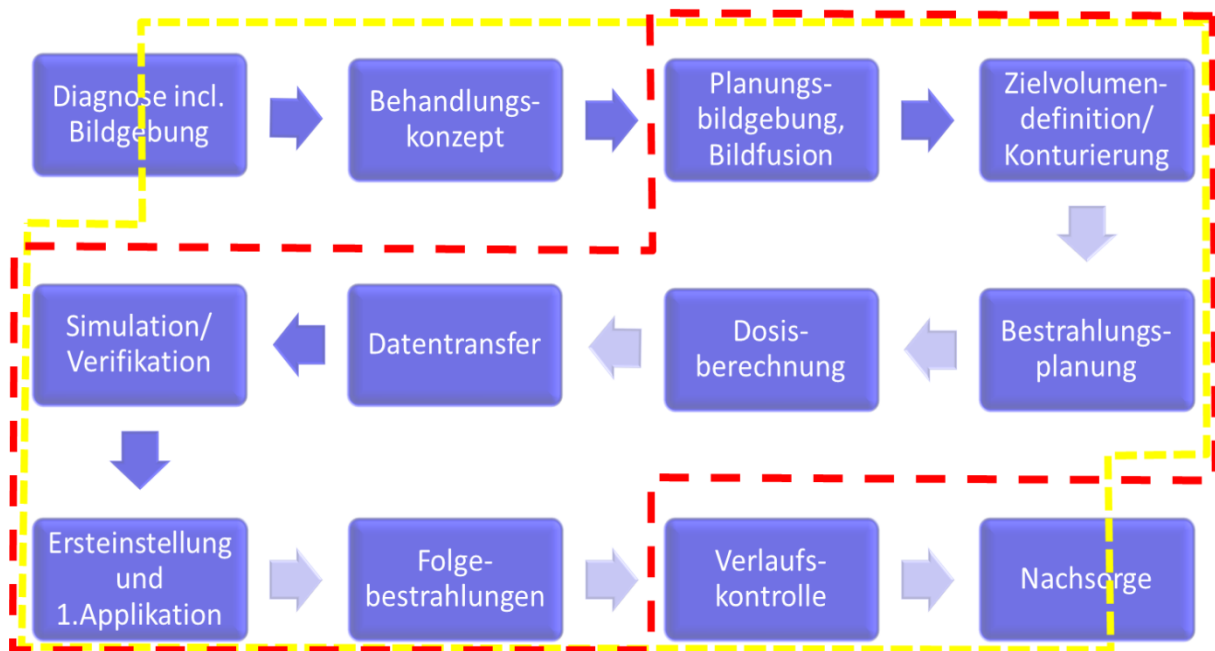 Diagnose incl.
Bildgebung
Behandlungs-
konzept
Planungs-
bildgebung,
Bildfusion
Zielvolumen-
definition/
Konturierung
Simulation/
Verifikation
Datentransfer
Dosis-
berechnung
Bestrahlungs-
planung
Ersteinstellung
und
1.Applikation
Folge-
bestrahlungen
Verlaufs-
kontrolle
Nachsorge